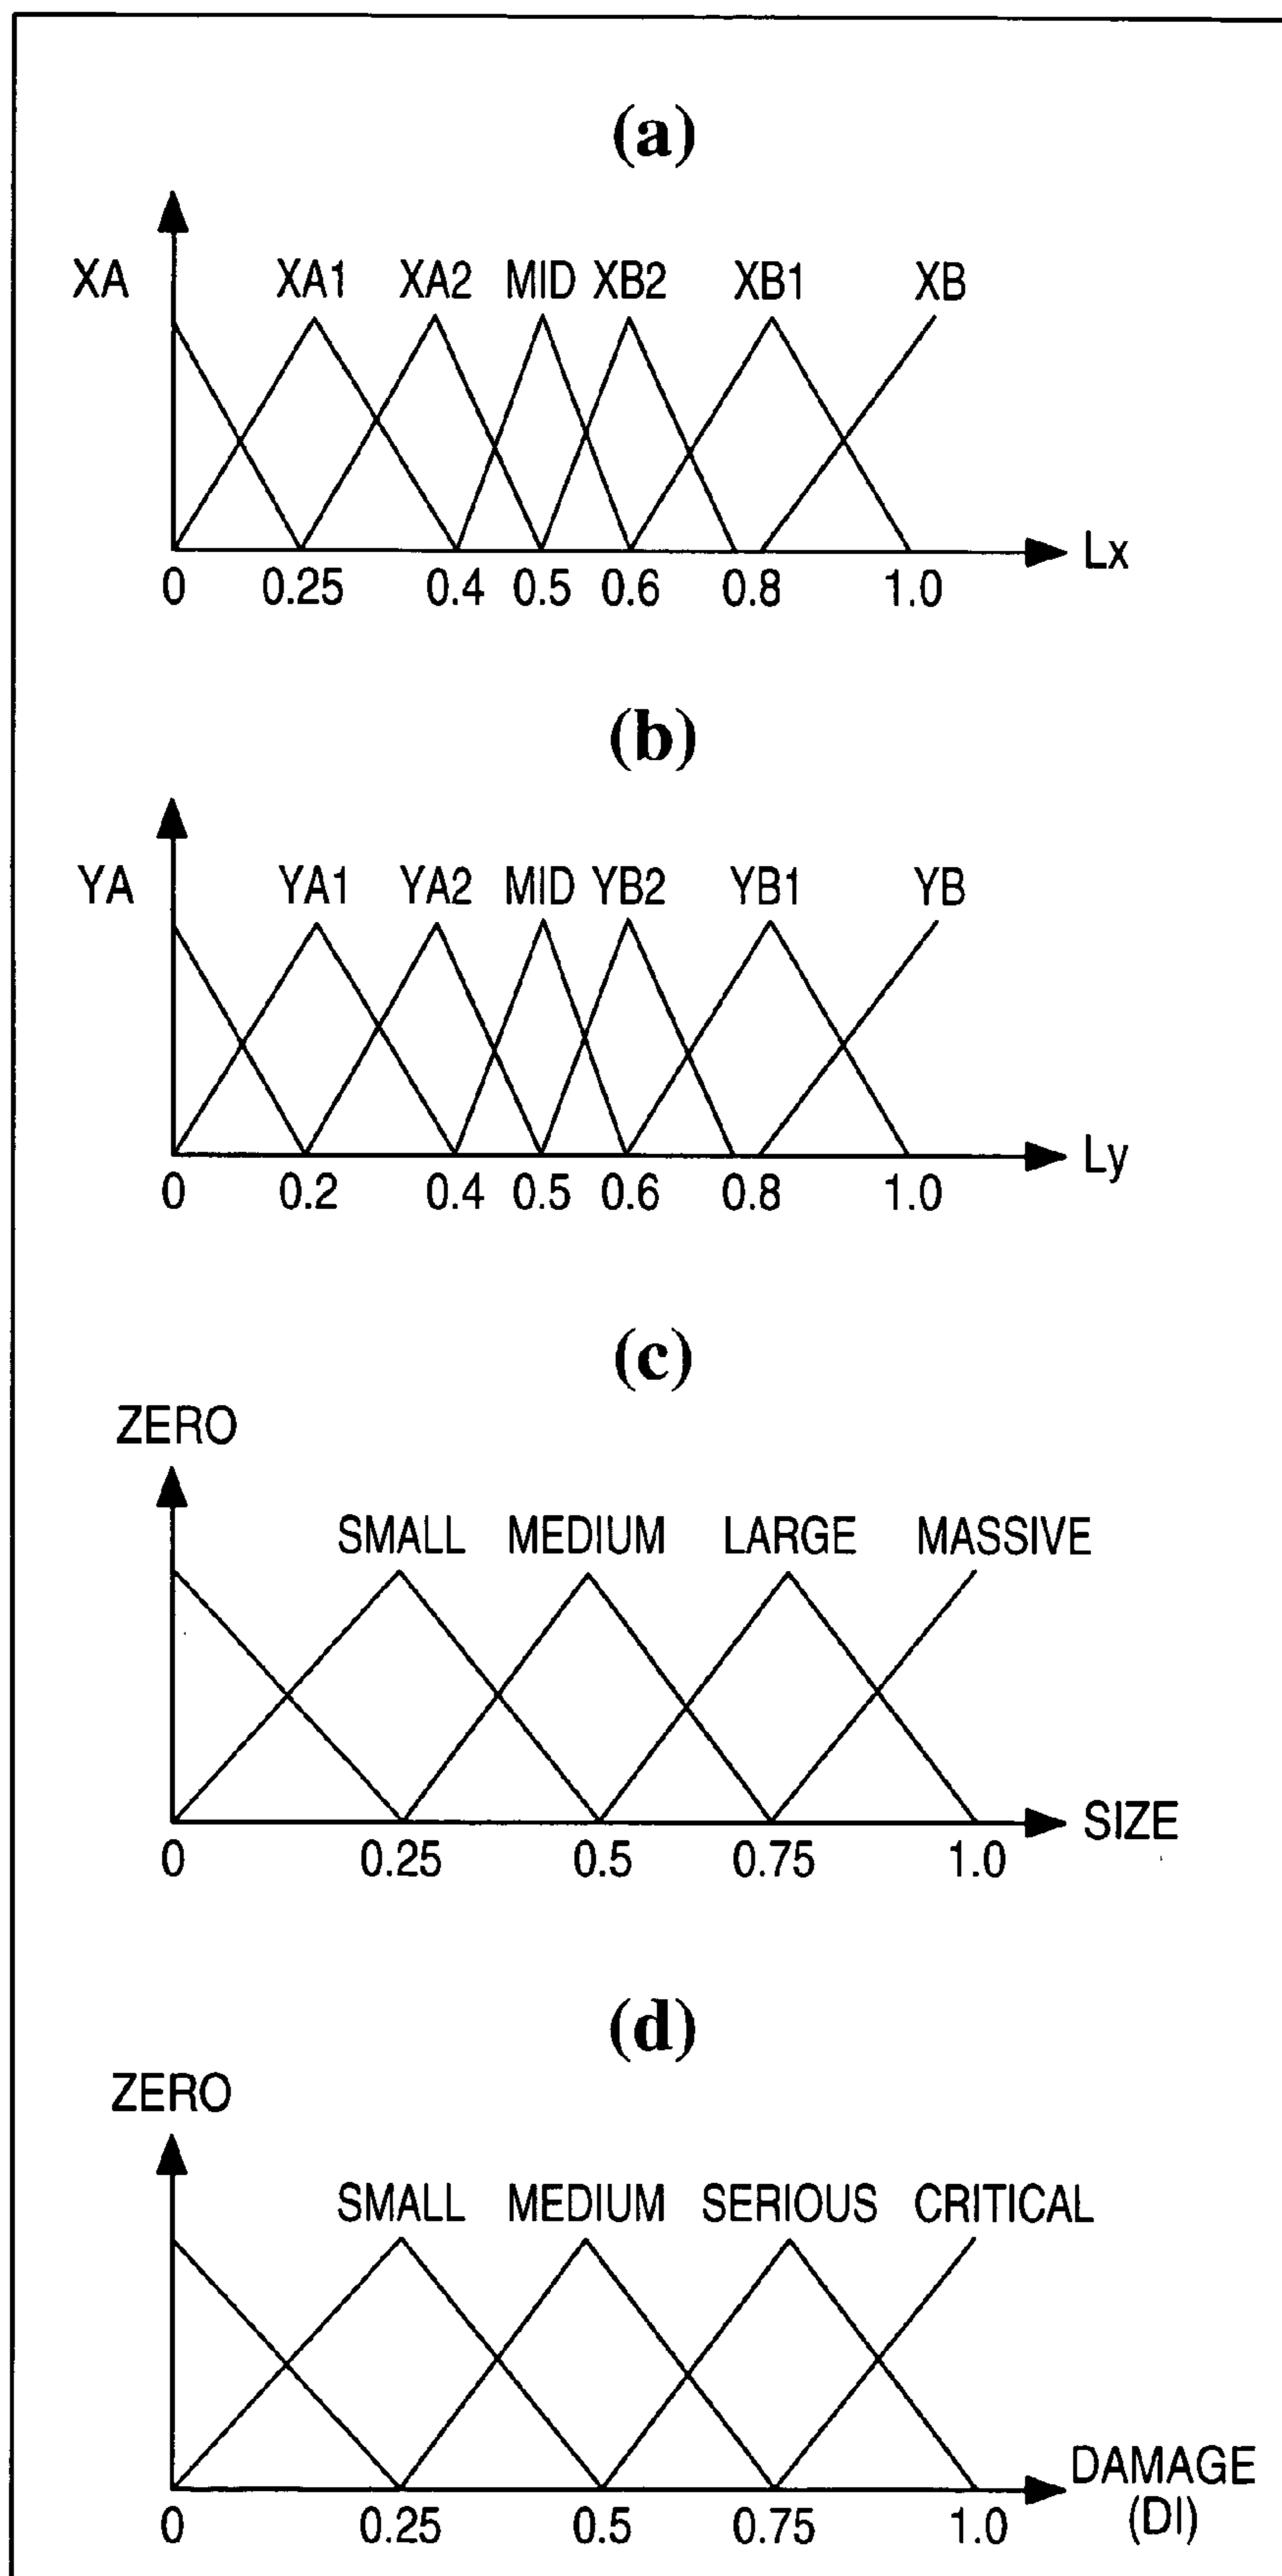 (a)
XA XA1 XA2 MID XB2 XB1 XB
Lx
0 0.25 0.4 0.5 0.6 0.8 1.0
(b)
YA YA1 YA2 MID YB2 YB1 YB
Ly
0 0.2 0.4 0.5 0.6 0.8 1.0
(c)
ZERO
SMALL MEDIUM LARGE MASSIVE
SIZE
0 0.25 0.5 0.75 1.0
(d)
ZERO
SMALL MEDIUM SERIOUS CRITICAL
DAMAGE
(DI)
0 0.25 0.5 0.75 1.0